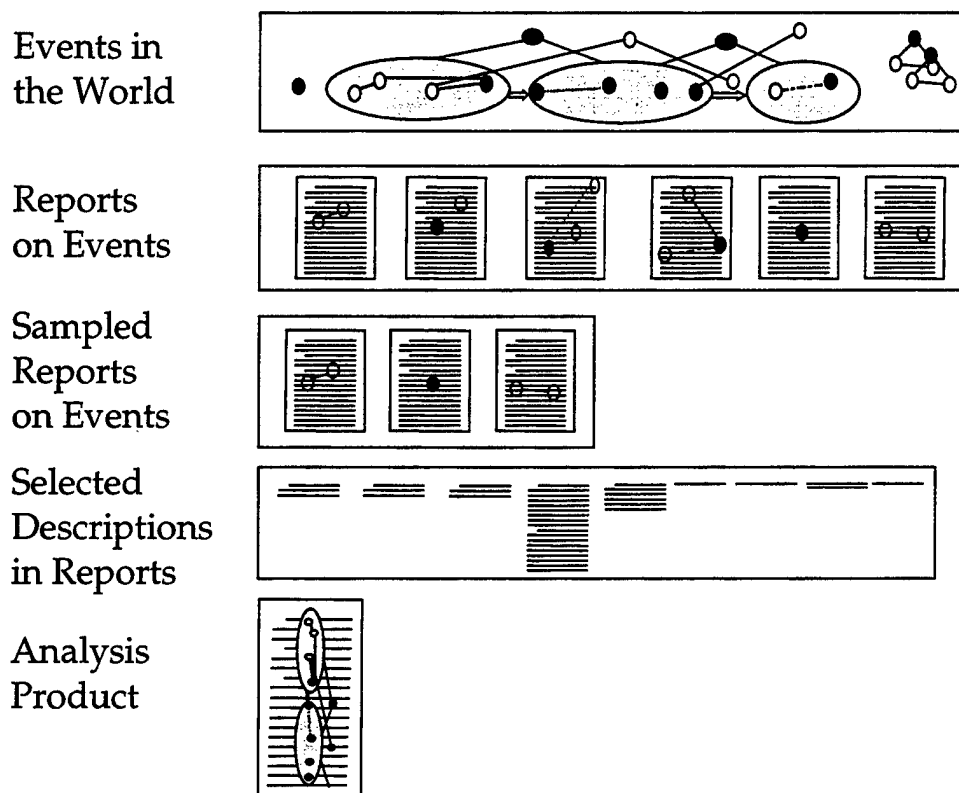 Events in
the World
Reports
on Events
Sampled
Reports
on Events
Selected
Descriptions
in Reports
Analysis
Product